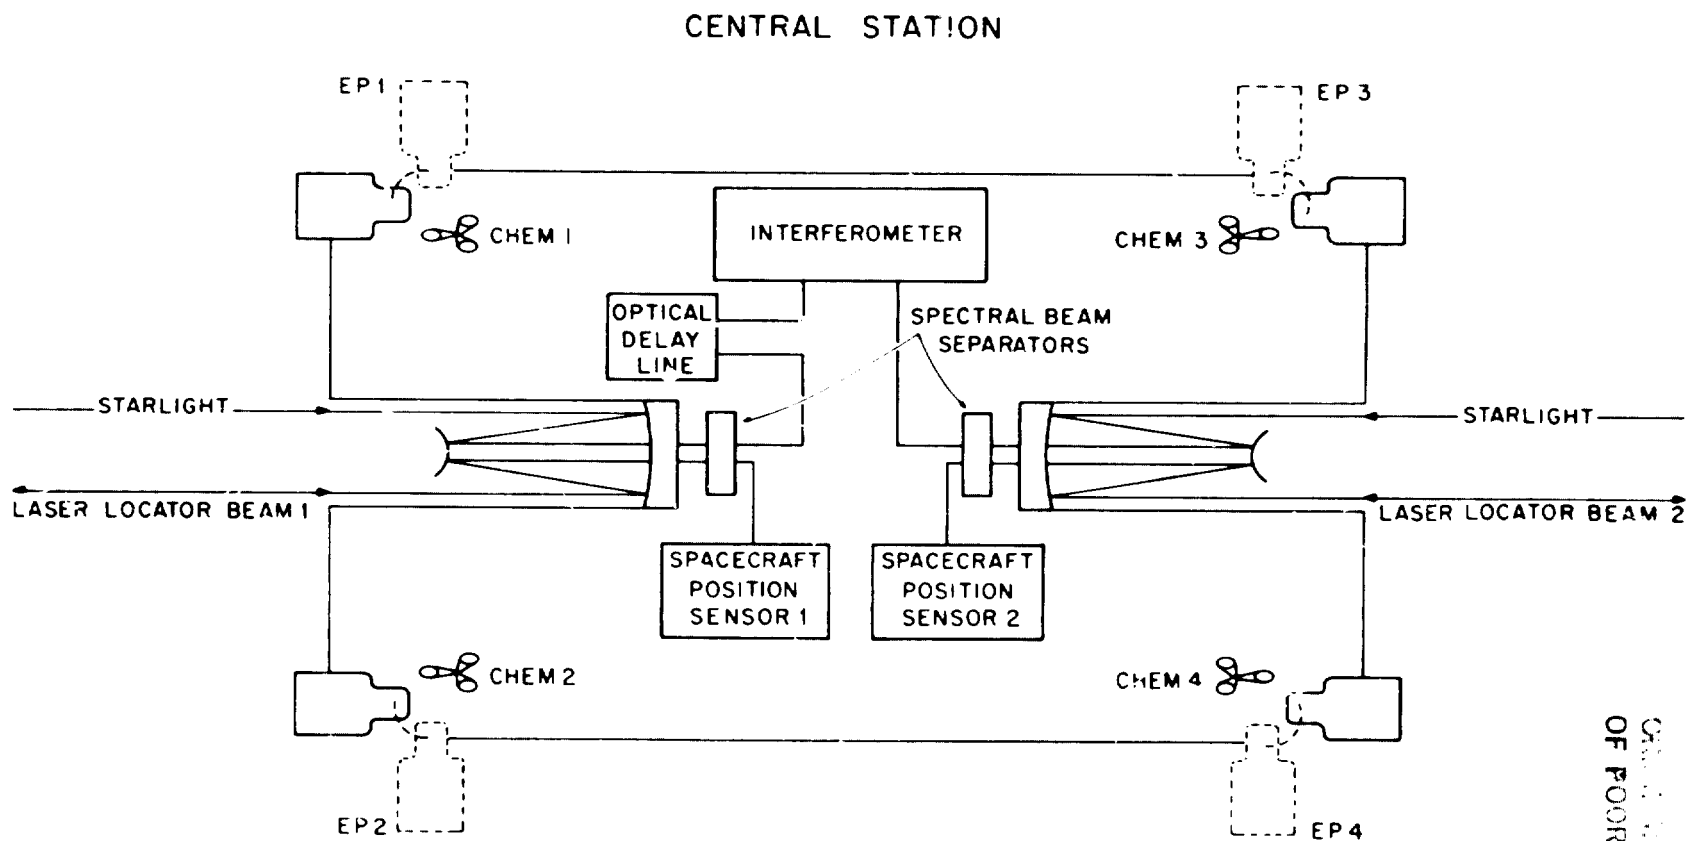 CENTRAL STATION
EP1
EP 3
CHEM 1
INTERFEROMETER
CHEM 3
OPTICAL
DELAY
LINE
SPECTRAL BEAM
SEPARATORS
STARLIGHT
STARLIGHT
LASER LOCATOR BEAM 1
LASER LOCATOR BEAM 2
SPACECRAFT
POSITION
SENSOR 1
SPACECRAFT
POSITION
SENSOR 2
CHEM 2
CHEM 4
EP2
EP4
OF POOR